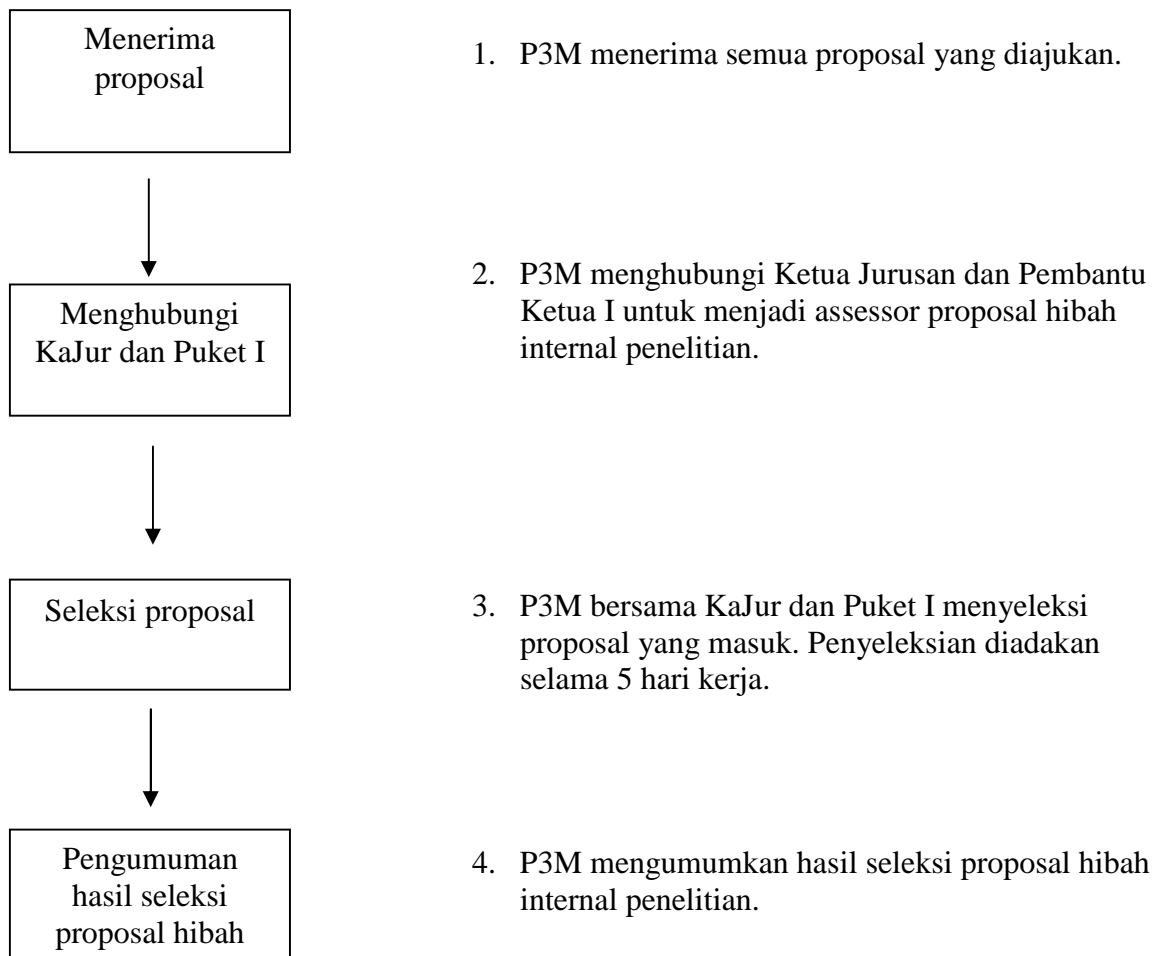 Menerima
proposal
1. P3M menerima semua proposal yang diajukan.
Menghubungi
KaJur dan Puket I
2. P3M menghubungi Ketua Jurusan dan Pembantu
Ketua I untuk menjadi assessor proposal hibah
internal penelitian.
Seleksi proposal
3. P3M bersama KaJur dan Puket I menyeleksi
proposal yang masuk. Penyeleksian diadakan
selama 5 hari kerja.
Pengumuman
hasil seleksi
proposal hibah
4. P3M mengumumkan hasil seleksi proposal hibah
internal penelitian.